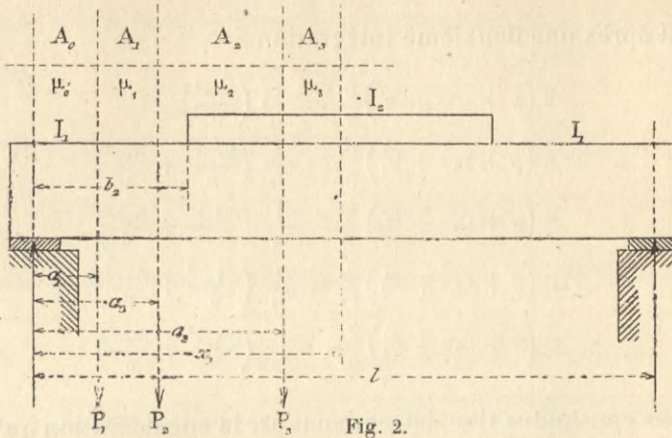 A₀ A₁ A₂ A₃
μ₀ μ₁ μ₂ μ₃
I₁ I₂ I₁
b₂
a₁
a₂
a₃
x
l
P₁ P₂ P₃
Fig. 2.